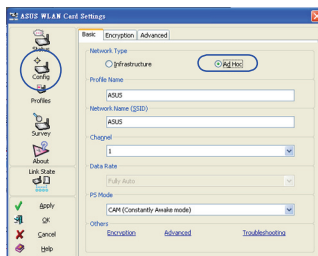 ASUS WLAN Card Settings
Status
Config
Profiles
Survey
About
Link State
Apply
OK
Cancel
Help
Basic Encryption Advanced
Network Type
Infrastructure Ad Hoc
Profile Name
ASUS
Network Name (SSID)
ASUS
Channel
1
Data Rate
Fully Auto
PS Mode
CAM (Constantly Awake mode)
Others
Encryption Advanced Troubleshooting